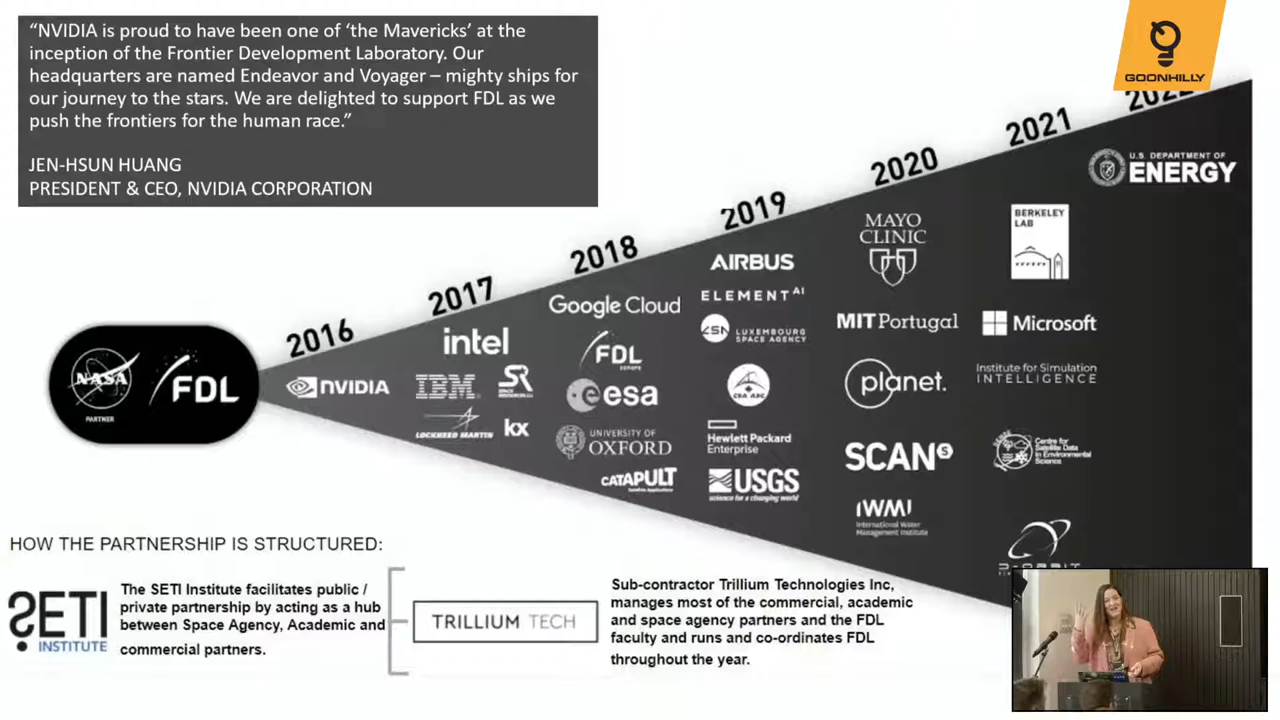 “NVIDIA is proud to have been one of ‘the Mavericks’ at the
inception of the Frontier Development Laboratory. Our
headquarters are named Endeavor and Voyager – mighty ships for
our journey to the stars. We are delighted to support FDL as we
push the frontiers for the human race.”
JEN-HSUN HUANG
PRESIDENT & CEO, NVIDIA CORPORATION
GOONHILLY
NASA
PARTNER
FDL
2016
NVIDIA
2017
intel
IBM
SR
LOCKHEED MARTIN
kx
2018
Google Cloud
FDL
EUROPE
esa
UNIVERSITY OF
OXFORD
CATAPULT
Satellite Applications
2019
AIRBUS
ELEMENT AI
LSA
LUXEMBOURG
SPACE AGENCY
CSA ASC
Hewlett Packard
Enterprise
USGS
science for a changing world
2020
MAYO
CLINIC
MIT Portugal
planet.
SCAN
IWMI
International Water
Management Institute
2021
BERKELEY
LAB
Microsoft
Institute for Simulation
INTELLIGENCE
Centre for
Satellite Data
in Environmental
Science
2022
U.S. DEPARTMENT OF
ENERGY
HOW THE PARTNERSHIP IS STRUCTURED:
SETI
INSTITUTE
The SETI Institute facilitates public /
private partnership by acting as a hub
between Space Agency, Academic and
commercial partners.
TRILLIUM TECH
Sub-contractor Trillium Technologies Inc,
manages most of the commercial, academic
and space agency partners and the FDL
faculty and runs and co-ordinates FDL
throughout the year.